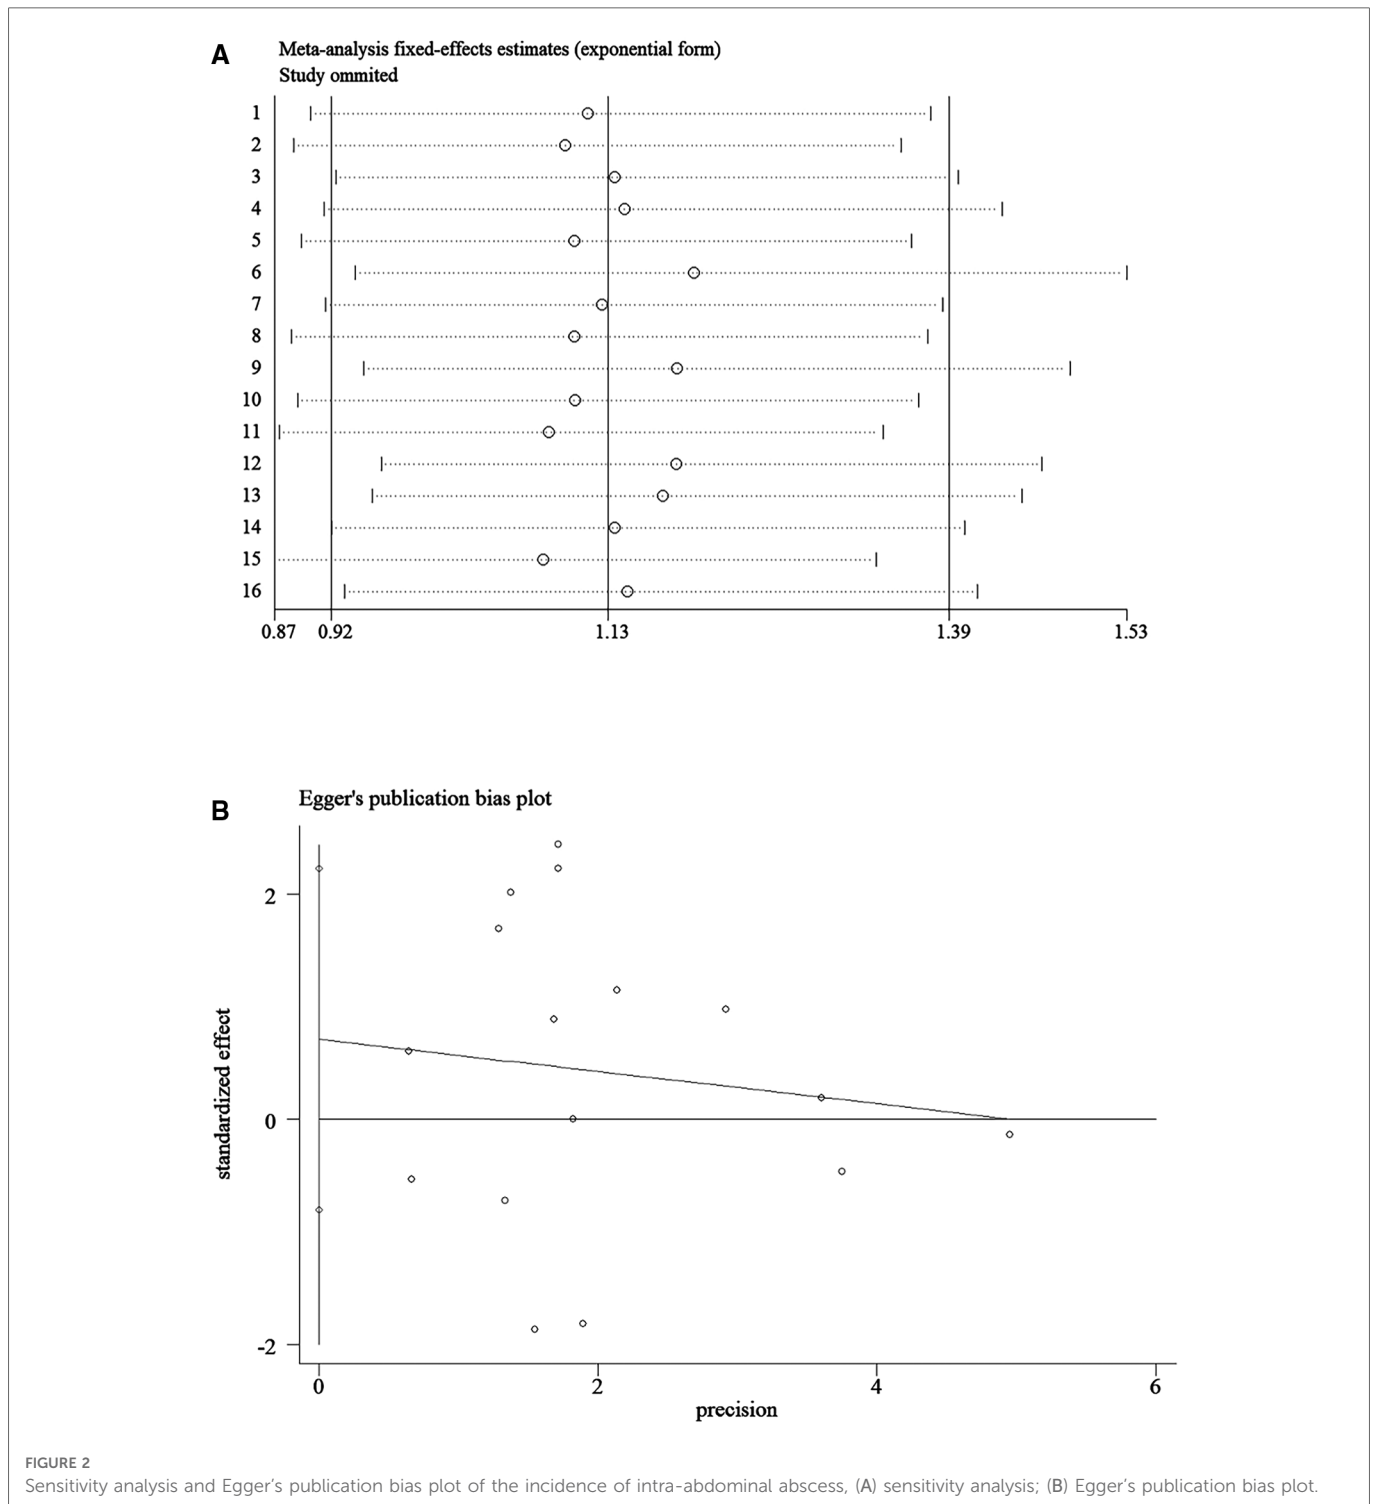 A
Meta-analysis fixed-effects estimates (exponential form)
Study ommited
1
2
3
4
5
6
7
8
9
10
11
12
13
14
15
16
0.87 0.92 1.13 1.39 1.53
B
Egger's publication bias plot
2
0
-2
standardized effect
0 2 4 6
precision
FIGURE 2
Sensitivity analysis and Egger’s publication bias plot of the incidence of intra-abdominal abscess, (A) sensitivity analysis; (B) Egger’s publication bias plot.